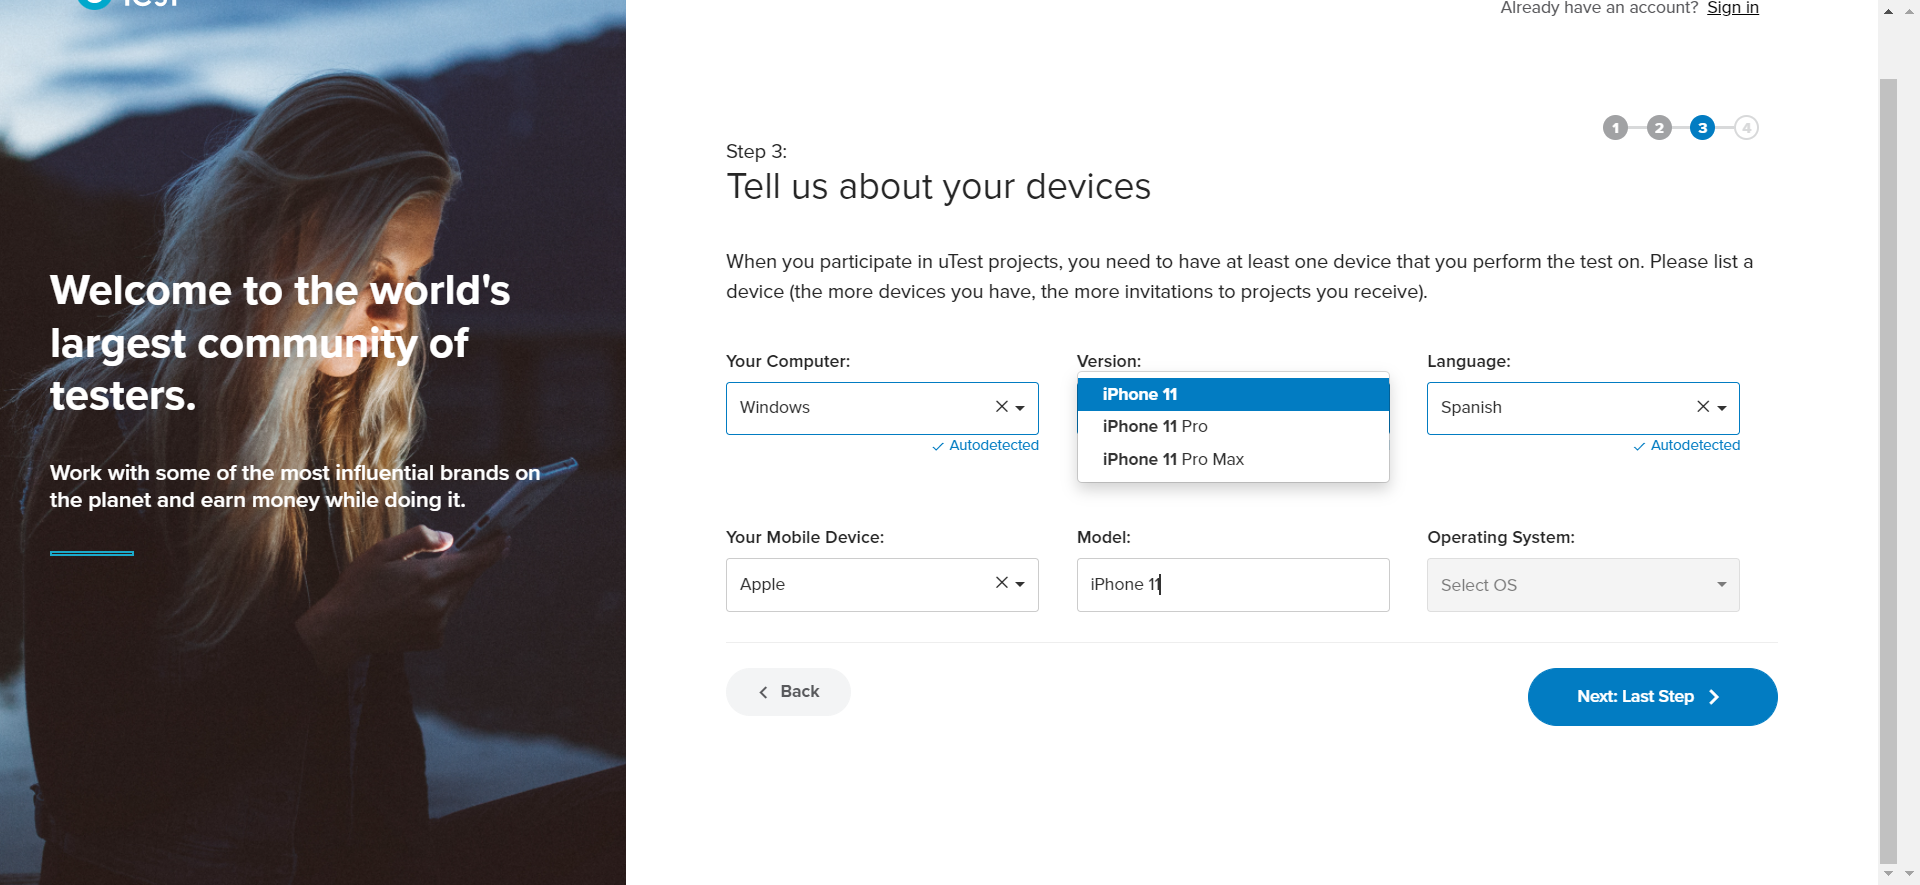 Already have an account? Sign in
1 2 3 4
Step 3:
Tell us about your devices
Welcome to the world's
largest community of
testers.
Work with some of the most influential brands on
the planet and earn money while doing it.
When you participate in uTest projects, you need to have at least one device that you perform the test on. Please list a
device (the more devices you have, the more invitations to projects you receive).
Your Computer:
Windows
Autodetected
Version:
iPhone 11
iPhone 11 Pro
iPhone 11 Pro Max
Language:
Spanish
Autodetected
Your Mobile Device:
Apple
Model:
iPhone 11
Operating System:
Select OS
Back
Next: Last Step